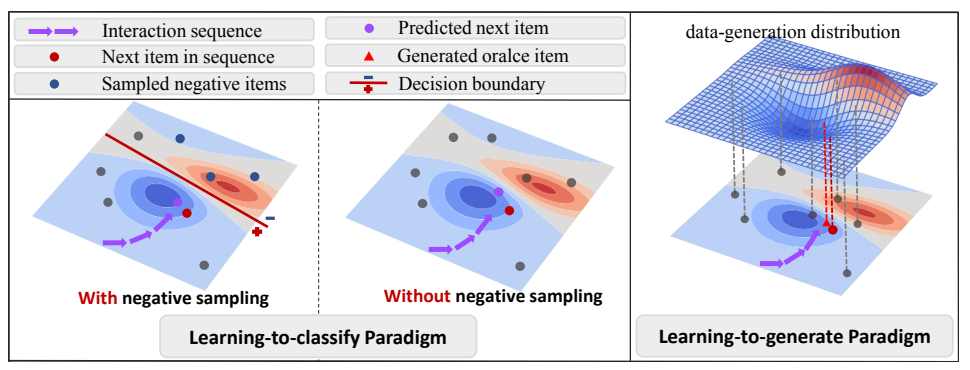 Interaction sequence
Predicted next item
Next item in sequence
Generated oralce item
Sampled negative items
Decision boundary
data-generation distribution
With negative sampling
Without negative sampling
Learning-to-classify Paradigm
Learning-to-generate Paradigm